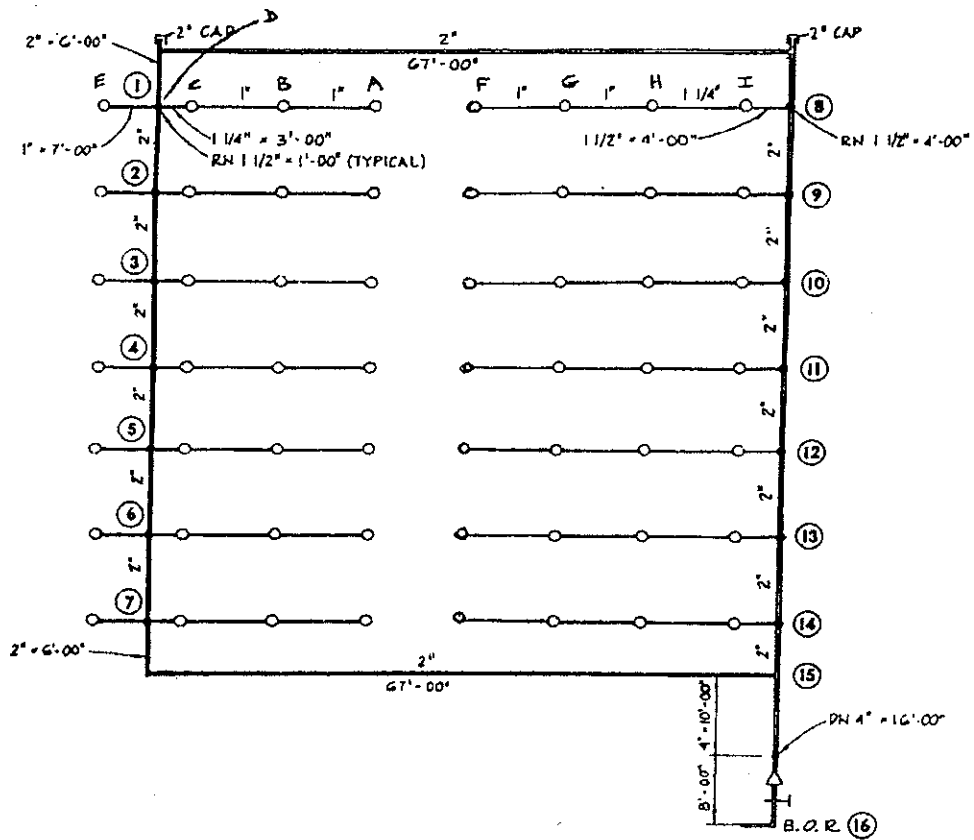 D
2" CAP
2" CAP
2" = 6'-00"
2"
67'-00"
E
1
C
B
A
F
G
H
I
8
1"
1"
1"
1"
1 1/4"
1" = 7'-00"
2"
1 1/4" = 3'-00"
RN 1 1/2" = 1'-00" (TYPICAL)
1 1/2" = 4'-00"
2"
RN 1 1/2" = 4'-00"
2
9
2"
2"
3
10
2"
2"
4
11
2"
2"
5
12
2"
2"
6
13
2"
2"
7
14
2" = 6'-00"
2"
67'-00"
2"
15
4" = 10'-00"
DN 4" = 16'-00"
8'-00"
B.O.R. 16